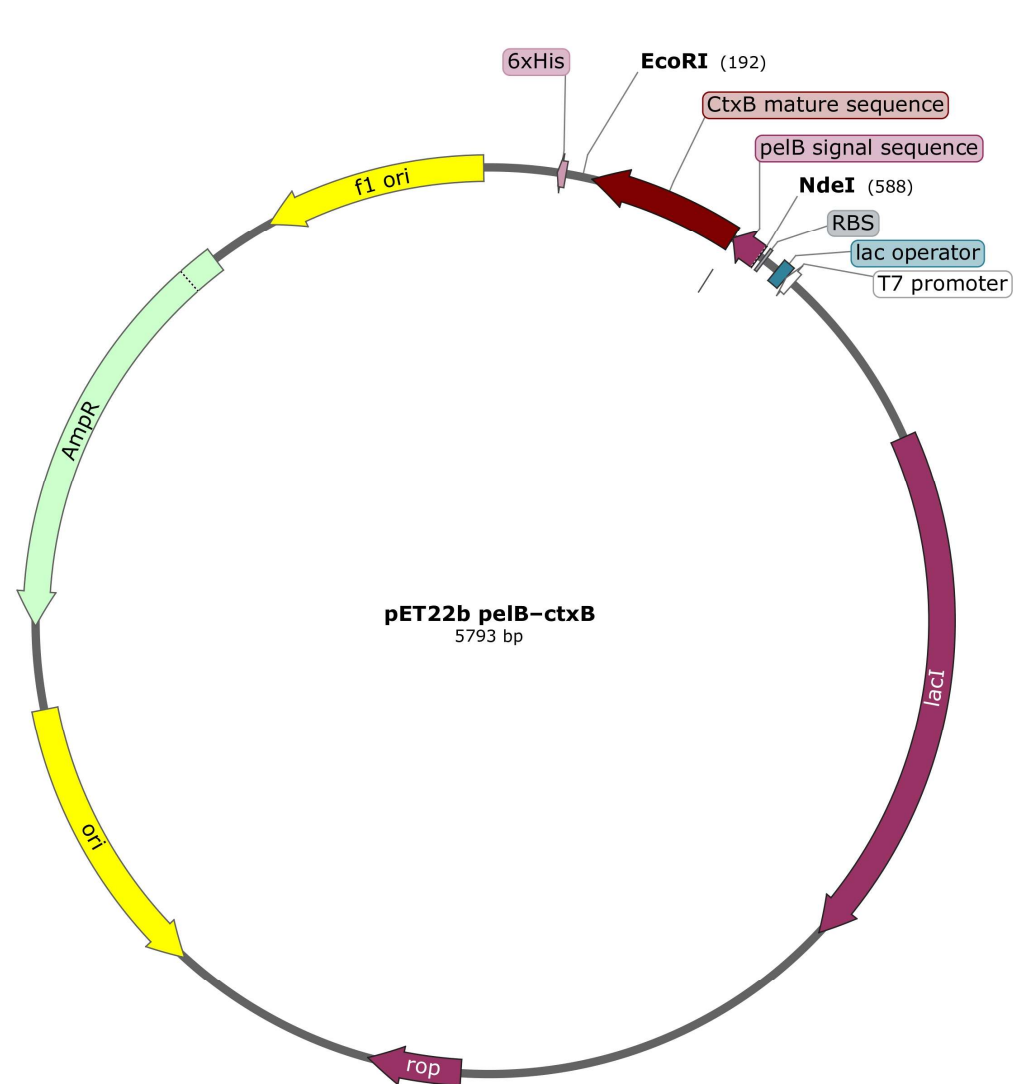 6xHis
EcoRI (192)
CtxB mature sequence
pelB signal sequence
NdeI (588)
RBS
lac operator
T7 promoter
f1 ori
AmpR
lacI
ori
rop
pET22b pelB–ctxB
5793 bp